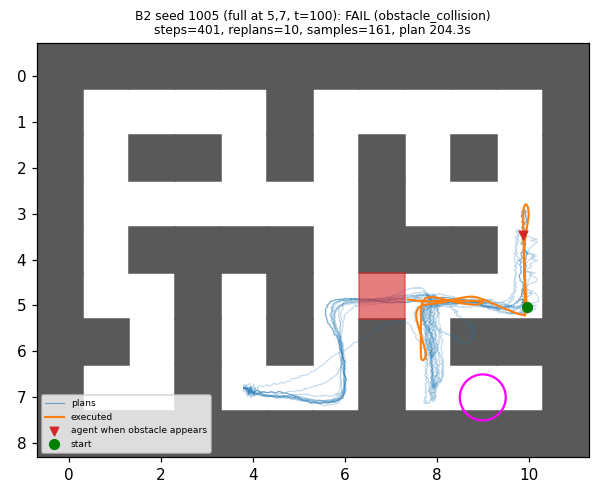 B2 seed 1005 (full at 5,7, t=100): FAIL (obstacle_collision)
steps=401, replans=10, samples=161, plan 204.3s
0
1
2
3
4
5
6
7
8
plans
executed
agent when obstacle appears
start
0 2 4 6 8 10